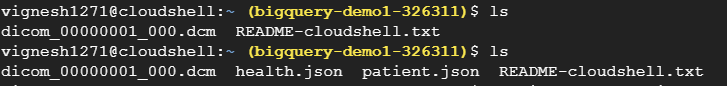 vignesh1271@cloudshell:~ (bigquery-demo1-326311)$ ls
dicom_00000001_000.dcm  README-cloudshell.txt
vignesh1271@cloudshell:~ (bigquery-demo1-326311)$ ls
dicom_00000001_000.dcm  health.json  patient.json  README-cloudshell.txt